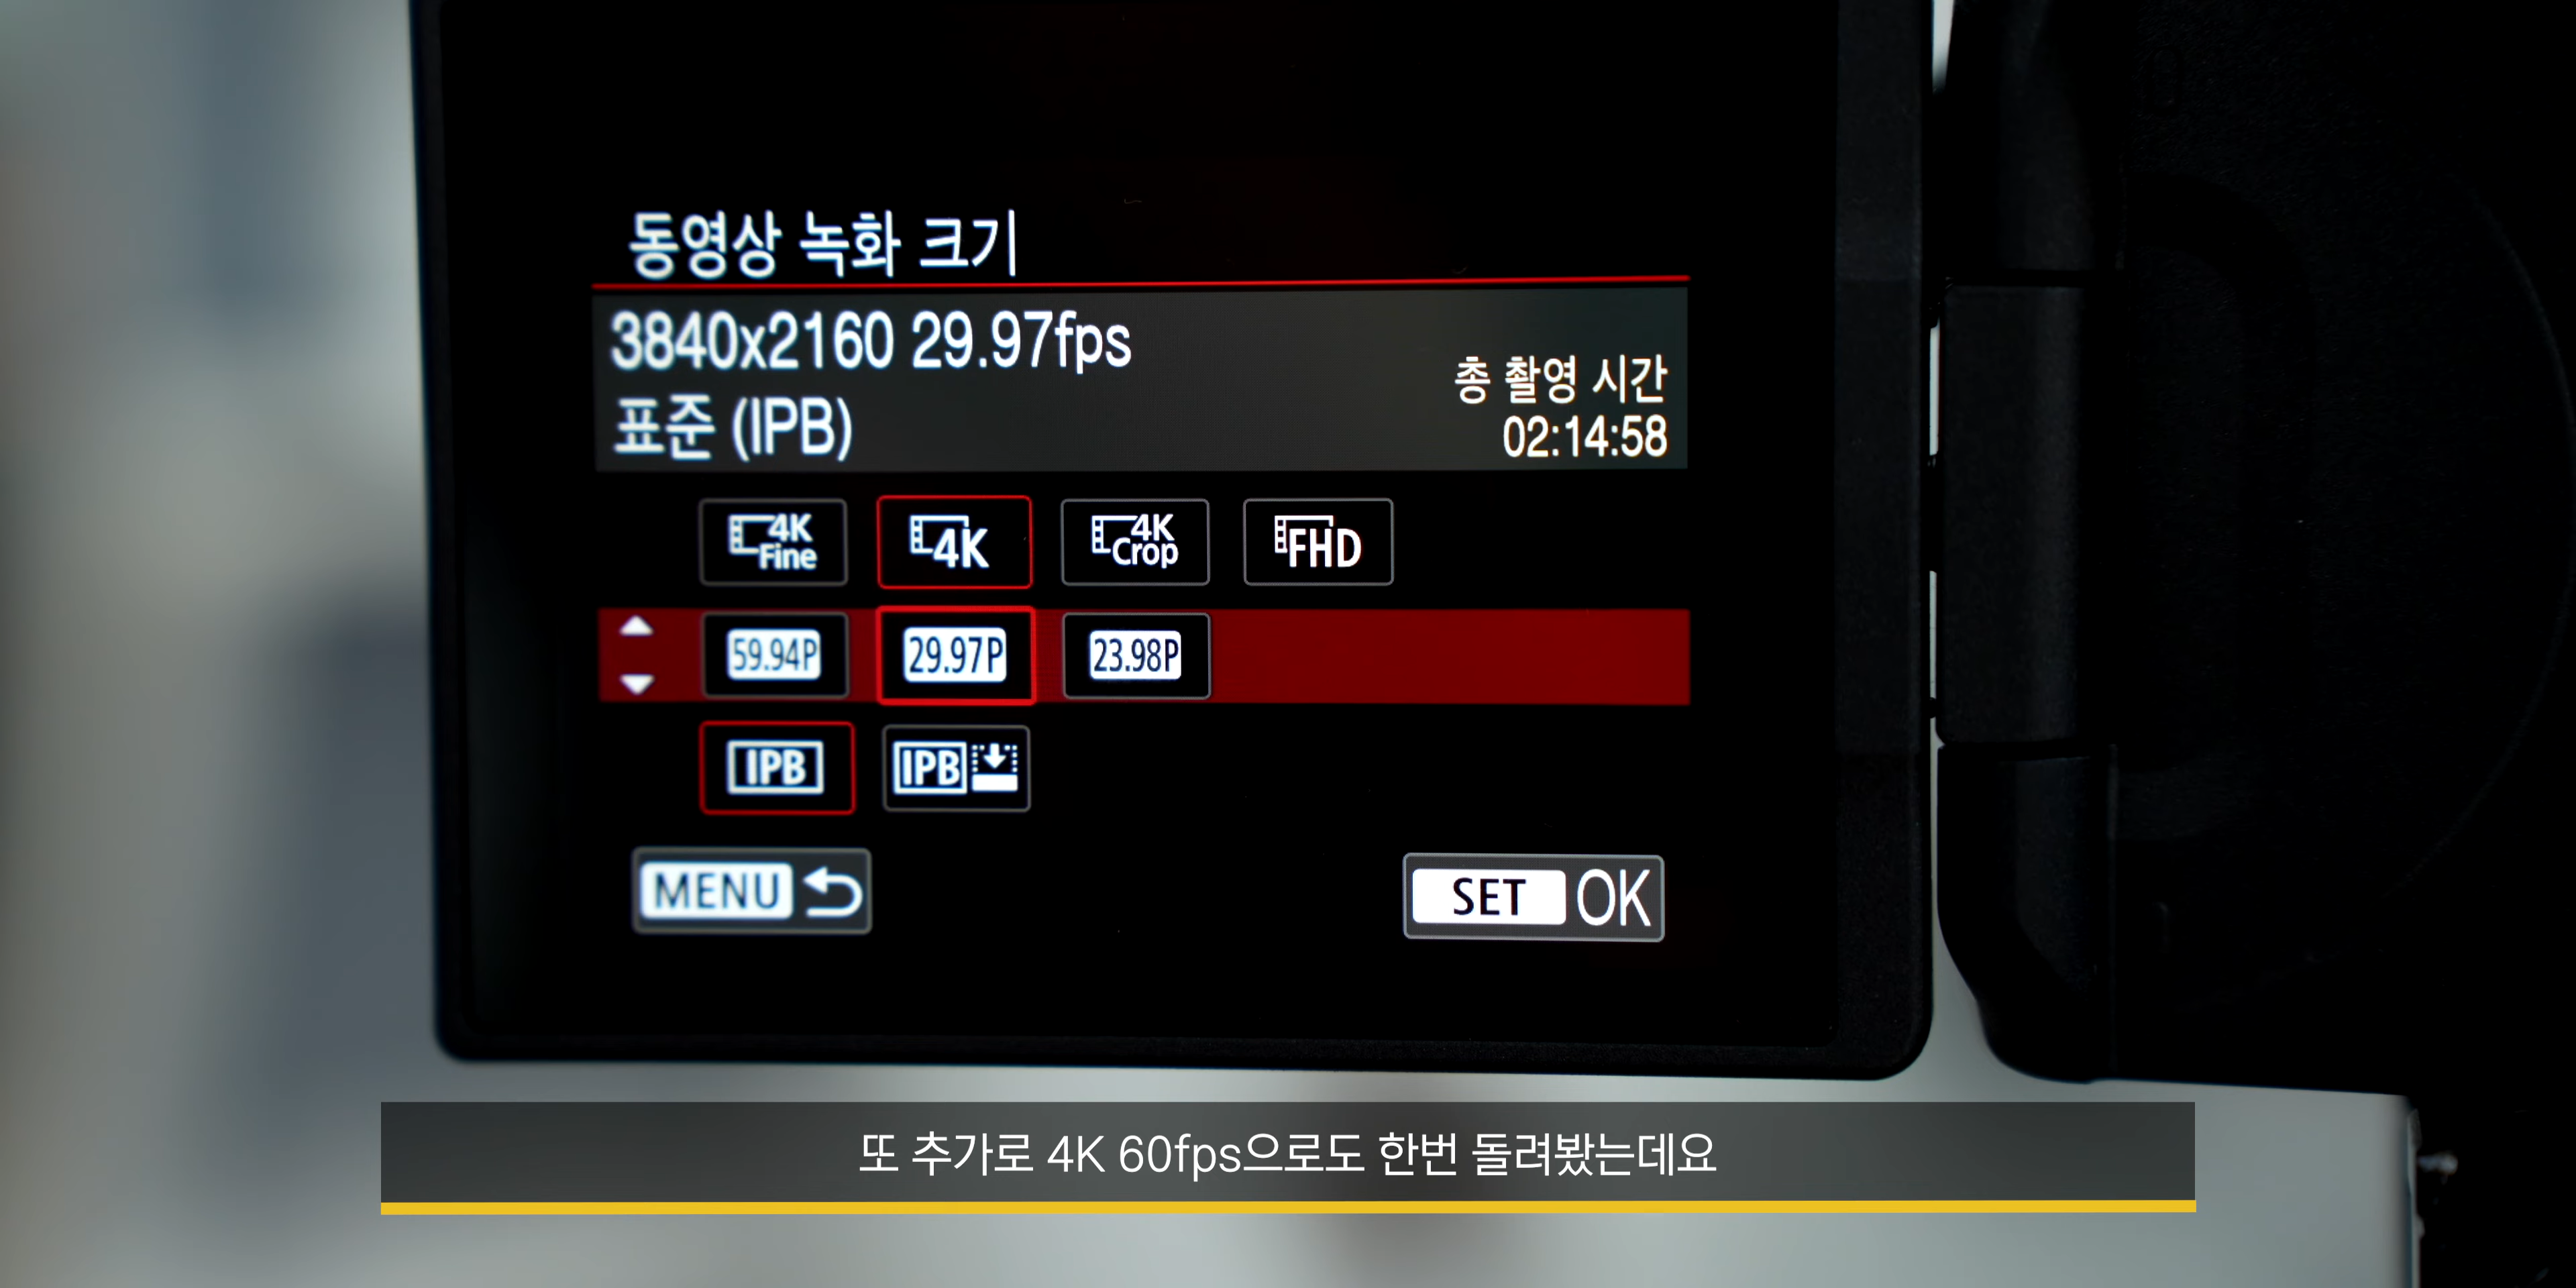 동영상 녹화 크기
3840x2160 29.97fps
표준 (IPB)
총 촬영 시간
02:14:58
4K Fine 4K 4K Crop FHD
59.94P 29.97P 23.98P
IPB IPB
MENU SET OK
또 추가로 4K 60fps으로도 한번 돌려봤는데요